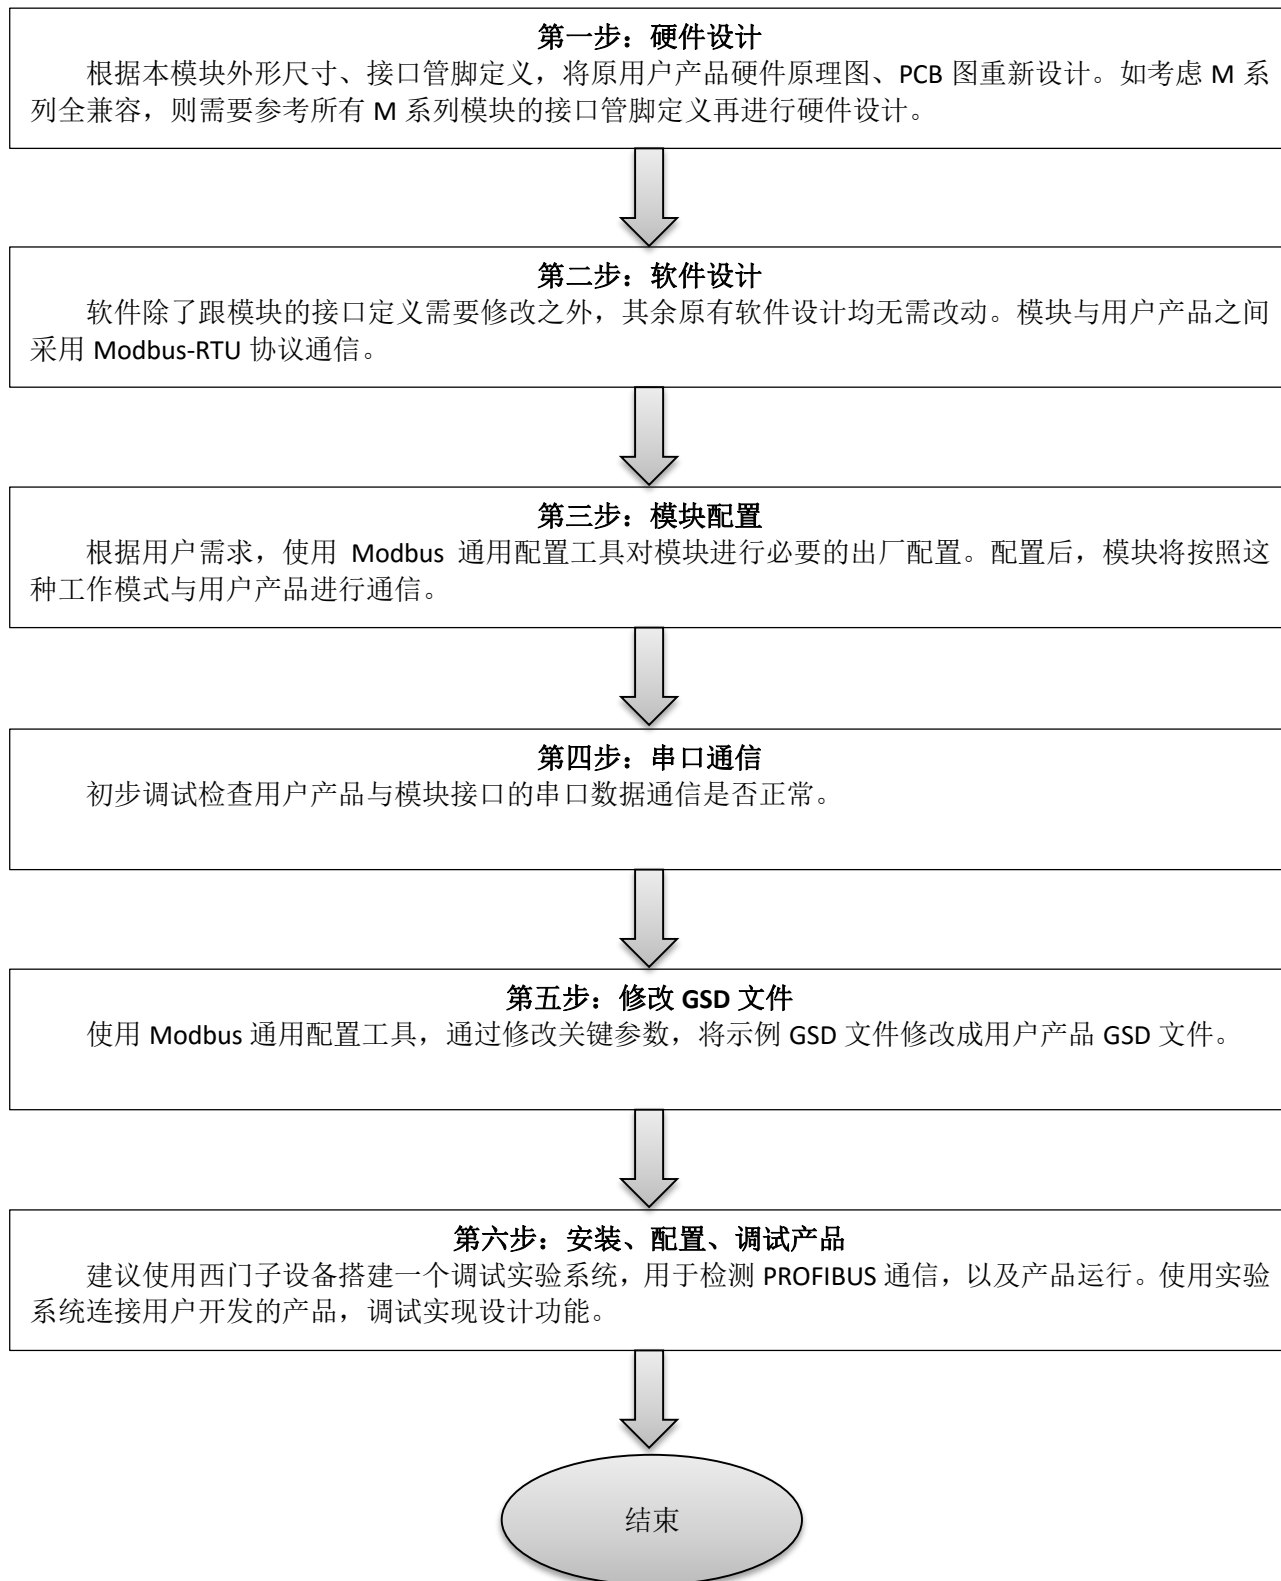 第一步：硬件设计
根据本模块外形尺寸、接口管脚定义，将原用户产品硬件原理图、PCB 图重新设计。如考虑 M 系
列全兼容，则需要参考所有 M 系列模块的接口管脚定义再进行硬件设计。
第二步：软件设计
软件除了跟模块的接口定义需要修改之外，其余原有软件设计均无需改动。模块与用户产品之间
采用 Modbus-RTU 协议通信。
第三步：模块配置
根据用户需求，使用 Modbus 通用配置工具对模块进行必要的出厂配置。配置后，模块将按照这
种工作模式与用户产品进行通信。
第四步：串口通信
初步调试检查用户产品与模块接口的串口数据通信是否正常。
第五步：修改 GSD 文件
使用 Modbus 通用配置工具，通过修改关键参数，将示例 GSD 文件修改成用户产品 GSD 文件。
第六步：安装、配置、调试产品
建议使用西门子设备搭建一个调试实验系统，用于检测 PROFIBUS 通信，以及产品运行。使用实验
系统连接用户开发的产品，调试实现设计功能。
结束